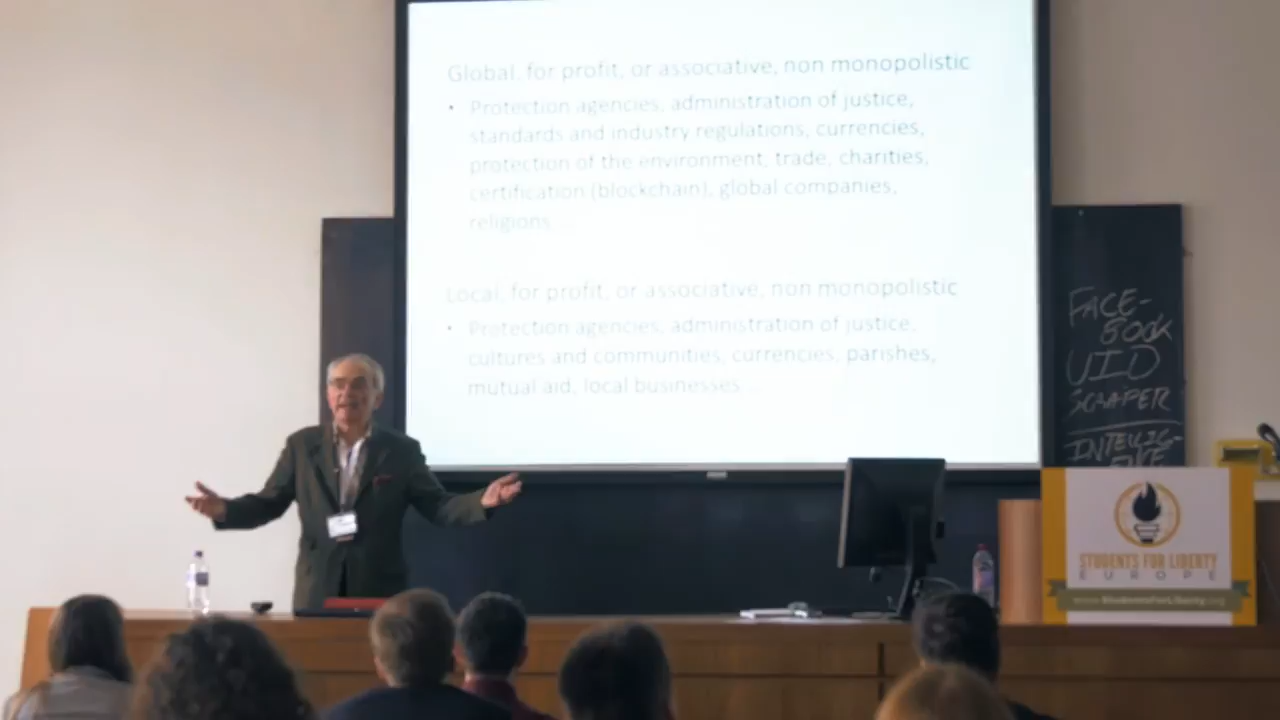 Global, for profit, or associative, non monopolistic
• Protection agencies, administration of justice,
standards and industry regulations, currencies,
protection of the environment, trade, charities,
certification (blockchain), global companies,
religions ...
Local, for profit, or associative, non monopolistic
• Protection agencies, administration of justice,
cultures and communities, currencies, parishes,
mutual aid, local businesses ...
FACE-
BOOK
UID
SCRAPER
INTELLIG-
STUDENTS FOR LIBERTY
EUROPE
www.StudentsForLiberty.org